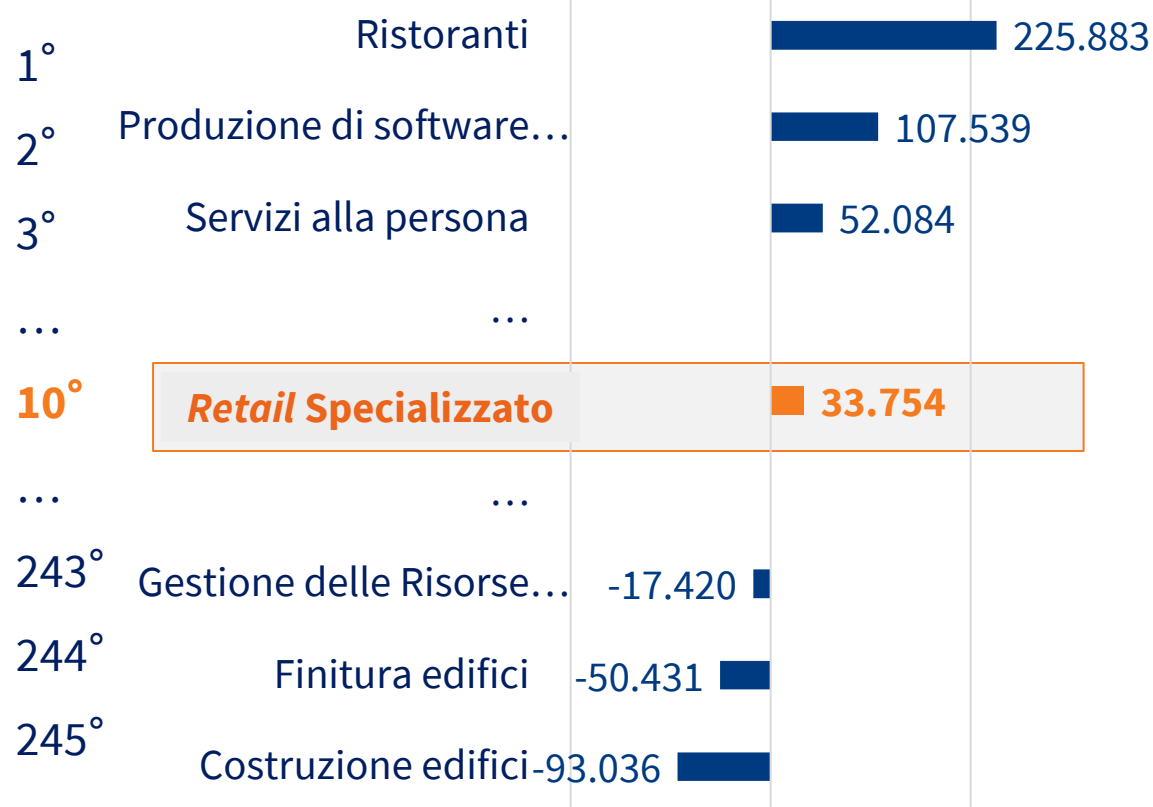 1° Ristoranti 225.883
2° Produzione di software… 107.539
3° Servizi alla persona 52.084
… …
10° Retail Specializzato 33.754
… …
243° Gestione delle Risorse… -17.420
244° Finitura edifici -50.431
245° Costruzione edifici -93.036